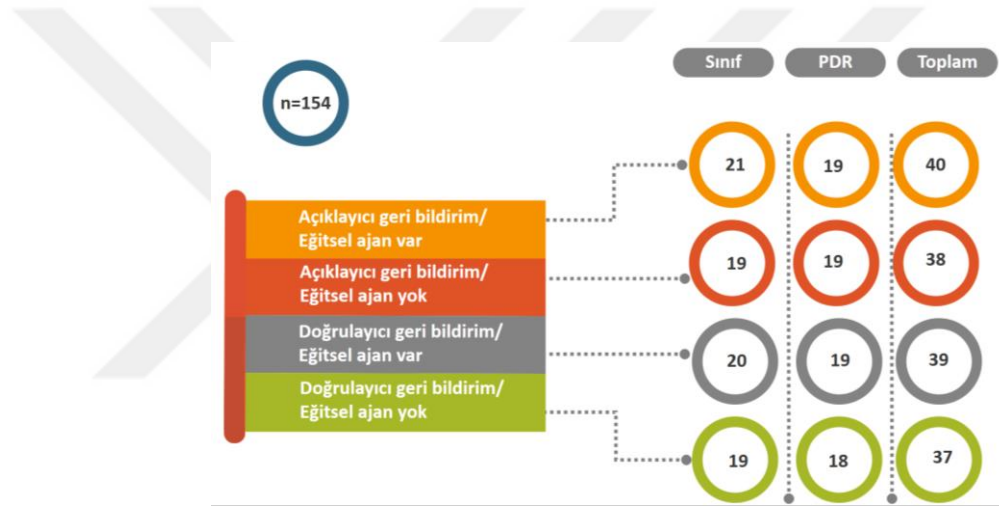 Sınıf PDR Toplam
n=154
21 19 40
Açıklayıcı geri bildirim/
Eğitsel ajan var
19 19 38
Açıklayıcı geri bildirim/
Eğitsel ajan yok
Doğrulayıcı geri bildirim/
Eğitsel ajan var
20 19 39
Doğrulayıcı geri bildirim/
Eğitsel ajan yok
19 18 37